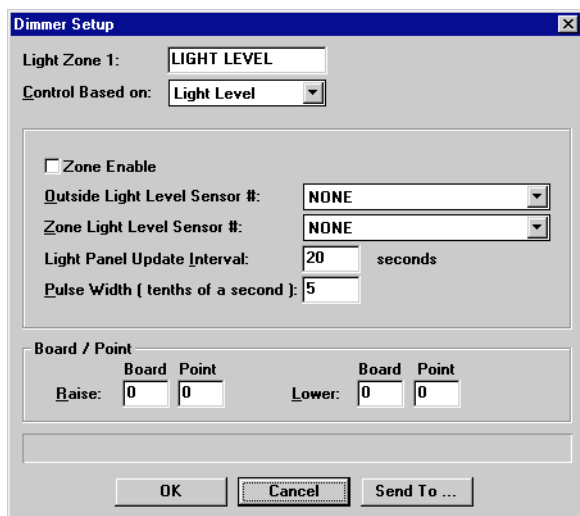 Dimmer Setup
Light Zone 1: LIGHT LEVEL
Control Based on: Light Level
Zone Enable
Outside Light Level Sensor #: NONE
Zone Light Level Sensor #: NONE
Light Panel Update Interval: 20 seconds
Pulse Width ( tenths of a second ): 5
Board / Point
Board Point Board Point
Raise: 0 0 Lower: 0 0
OK Cancel Send To ...